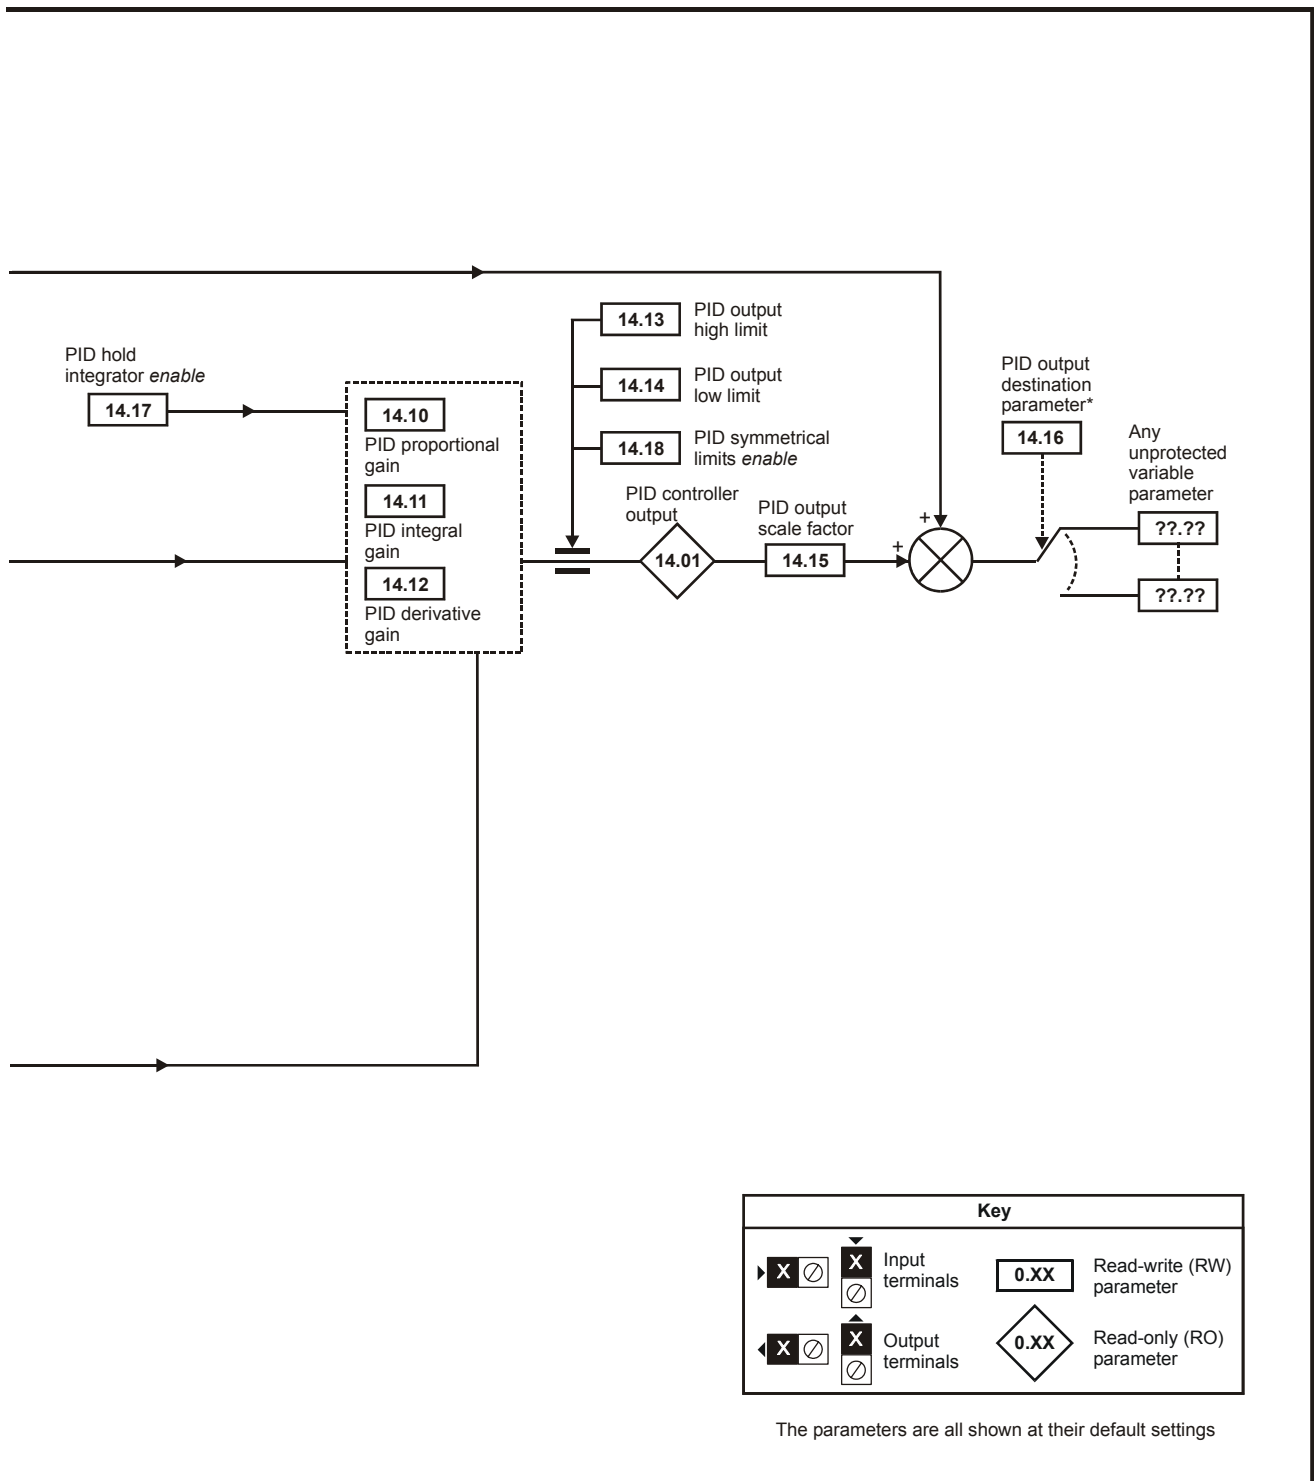 14.13
PID output
high limit
PID hold
integrator enable
14.17
14.14
PID output
low limit
PID output
destination
parameter*
14.16
14.10
PID proportional
gain
14.18
PID symmetrical
limits enable
Any
unprotected
variable
parameter
14.11
PID integral
gain
PID controller
output
14.01
PID output
scale factor
14.15
+
+
??.??
??.??
14.12
PID derivative
gain
Key
X
X
Input
terminals
0.XX
Read-write (RW)
parameter
X
X
Output
terminals
0.XX
Read-only (RO)
parameter
The parameters are all shown at their default settings